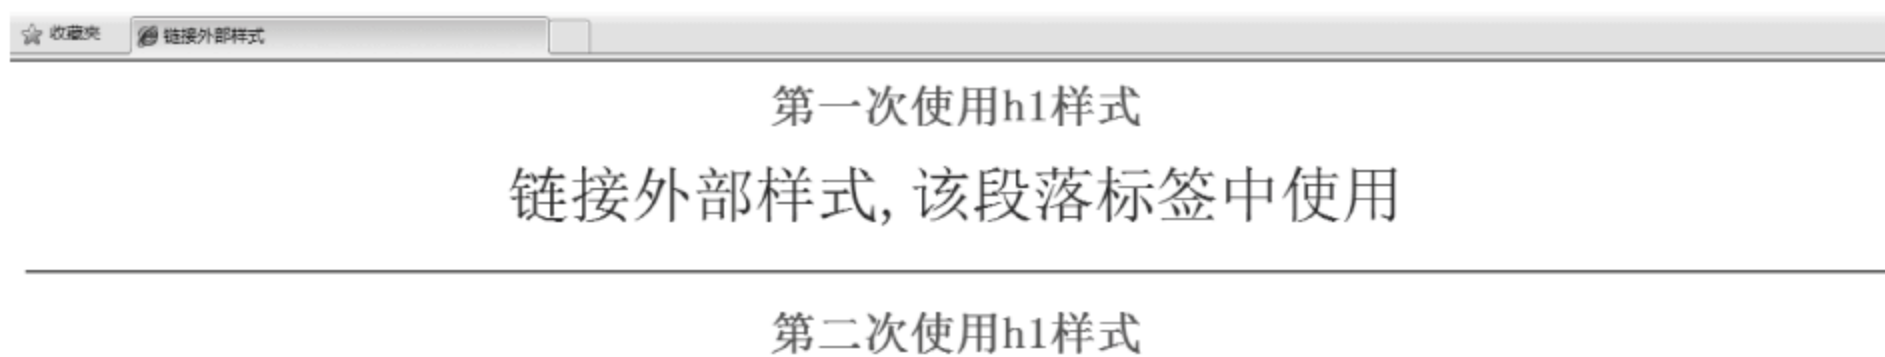 收藏夹 链接外部样式
第一次使用h1样式
链接外部样式,该段落标签中使用
第二次使用h1样式